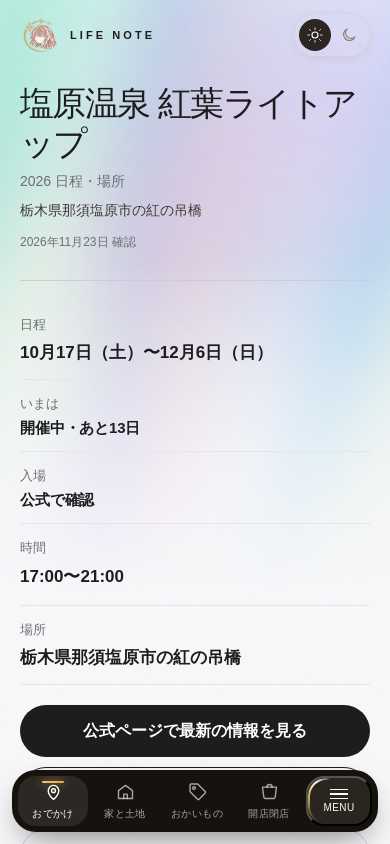 LIFE NOTE
塩原温泉 紅葉ライトア
ップ
2026 日程・場所
栃木県那須塩原市の紅の吊橋
2026年11月23日 確認
日程
10月17日（土）〜12月6日（日）
いまは
開催中・あと13日
入場
公式で確認
時間
17:00〜21:00
場所
栃木県那須塩原市の紅の吊橋
公式ページで最新の情報を見る
おでかけ
家と土地
おかいもの
開店閉店
MENU